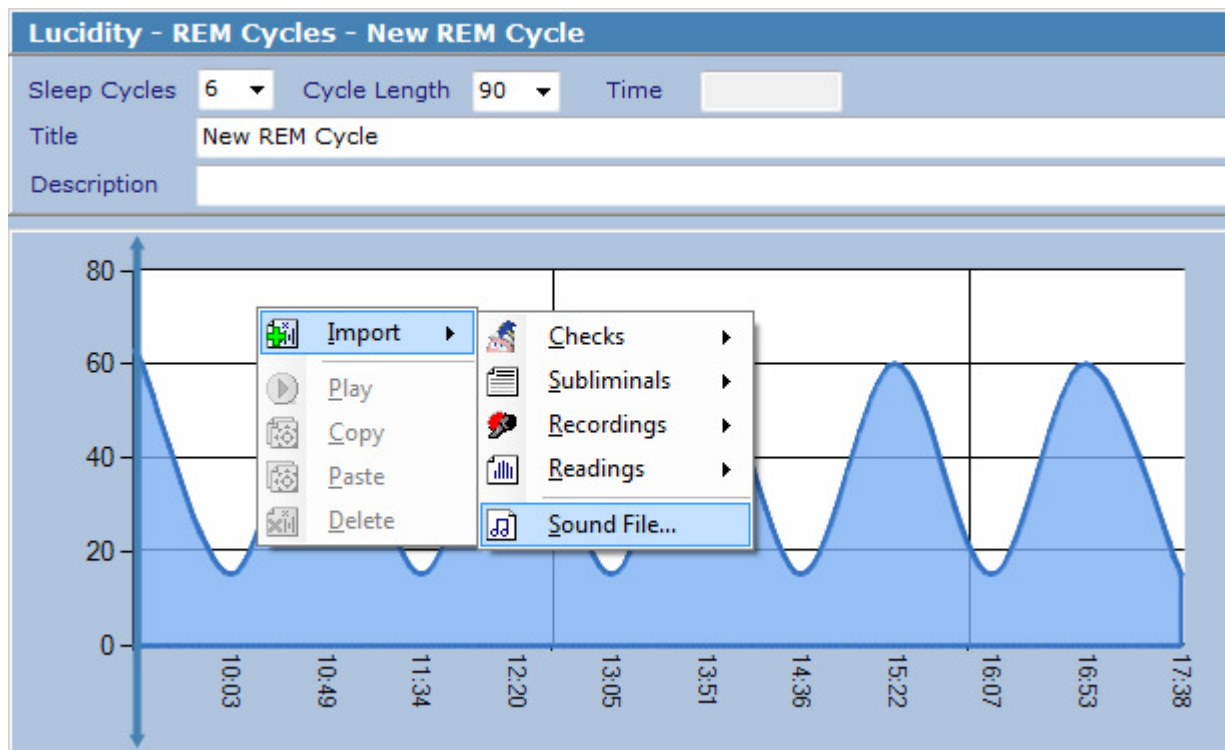 Lucidity - REM Cycles - New REM Cycle
Sleep Cycles 6 Cycle Length 90 Time
Title New REM Cycle
Description
80
60
40
20
0
Import
Play
Copy
Paste
Delete
Checks
Subliminals
Recordings
Readings
Sound File...
10:03 10:49 11:34 12:20 13:05 13:51 14:36 15:22 16:07 16:53 17:38